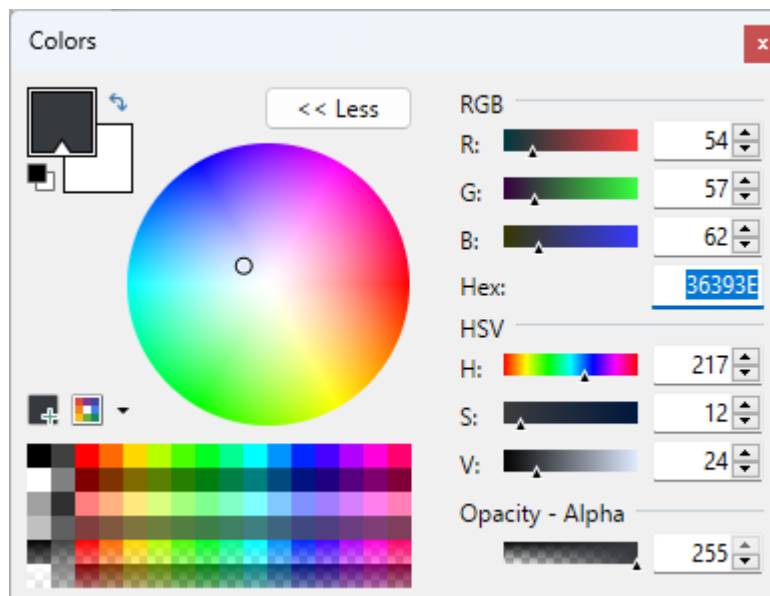 Colors
x
<< Less
RGB
R: 54
G: 57
B: 62
Hex: 36393E
HSV
H: 217
S: 12
V: 24
Opacity - Alpha
255